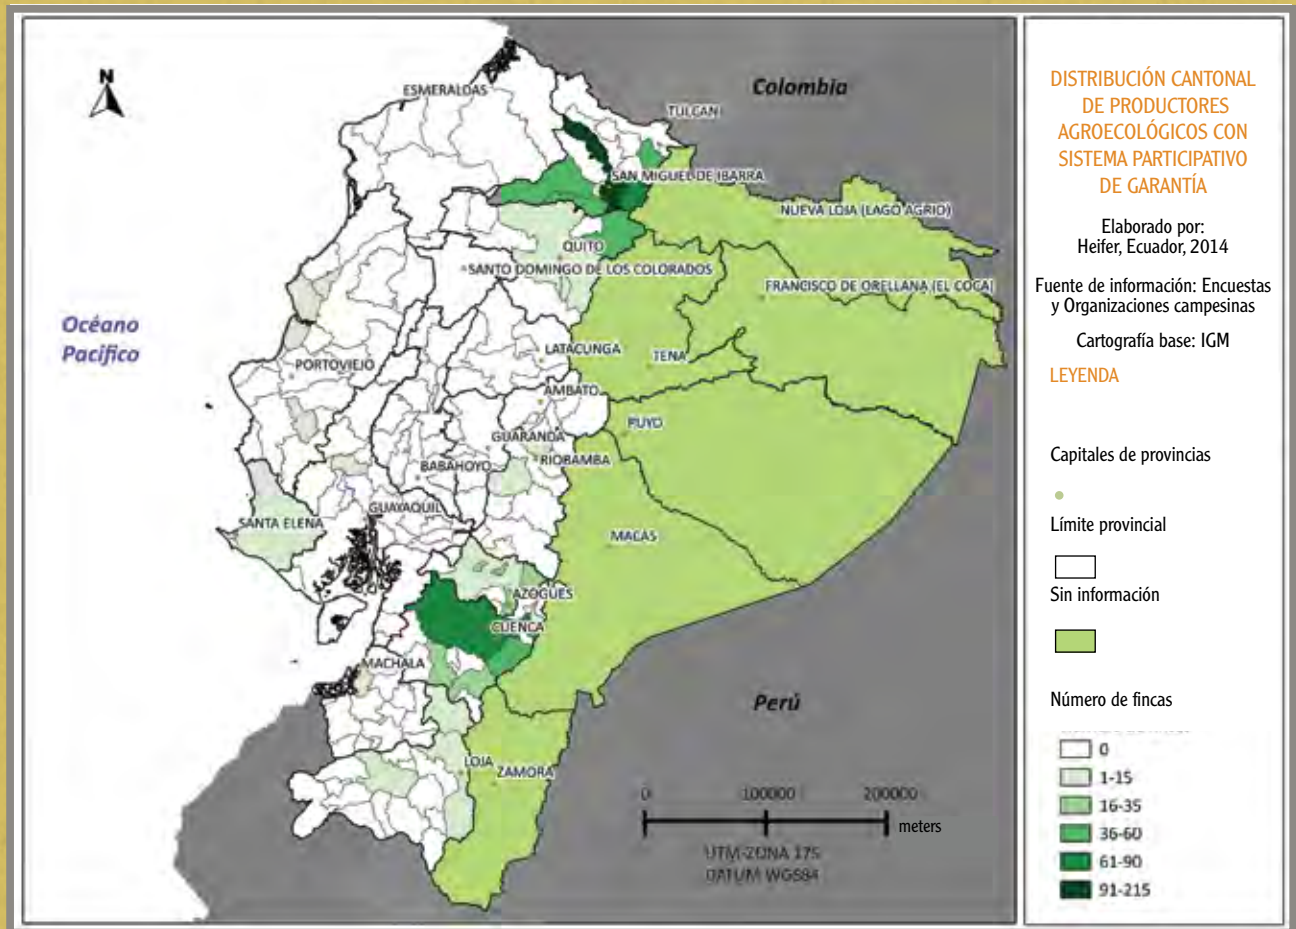 N
Colombia
ESMERALDAS
TULCAN
SAN MIGUEL DE IBARRA
NUEVA LOJA (LAGO AGRIO)
QUITO
SANTO DOMINGO DE LOS COLORADOS
FRANCISCO DE ORELLANA (EL COCA)
Océano
Pacífico
LATACUNGA
TENA
PORTOVIEJO
AMBATO
PUYO
GUARANDA
RIOBAMBA
BABAHOYO
GUAYAQUIL
SANTA ELENA
MACAS
AZOGUES
CUENCA
MACHALA
Perú
LOJA
ZAMORA
0 100000 200000
meters
UTM-ZONA 17S
DATUM WGS84
DISTRIBUCIÓN CANTONAL
DE PRODUCTORES
AGROECOLÓGICOS CON
SISTEMA PARTICIPATIVO
DE GARANTÍA
Elaborado por:
Heifer, Ecuador, 2014
Fuente de información: Encuestas
y Organizaciones campesinas
Cartografía base: IGM
LEYENDA
Capitales de provincias
Límite provincial
Sin información
Número de fincas
0
1-15
16-35
36-60
61-90
91-215